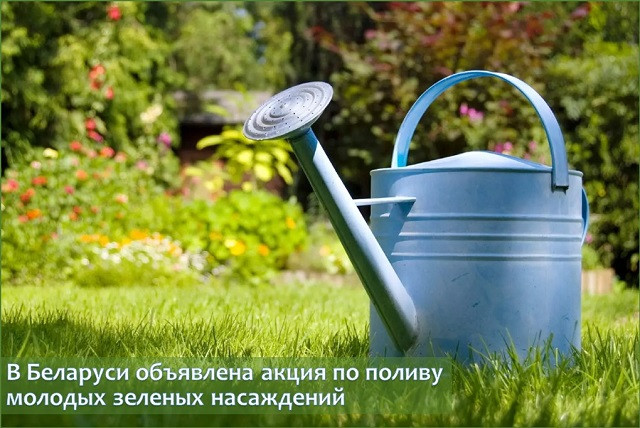 В Беларуси объявлена акция по поливу
молодых зеленых насаждений